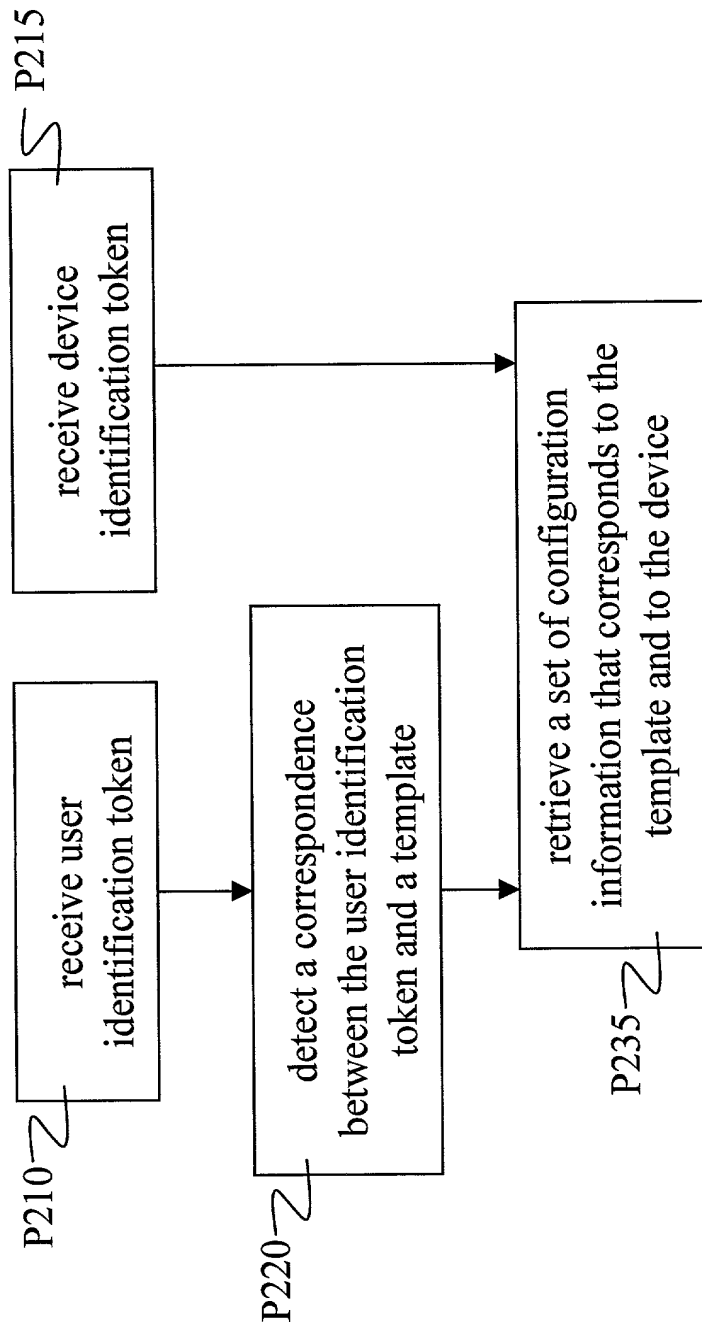 P210
receive user
identification token
P215
receive device
identification token
P220
detect a correspondence
between the user identification
token and a template
P235
retrieve a set of configuration
information that corresponds to the
template and to the device